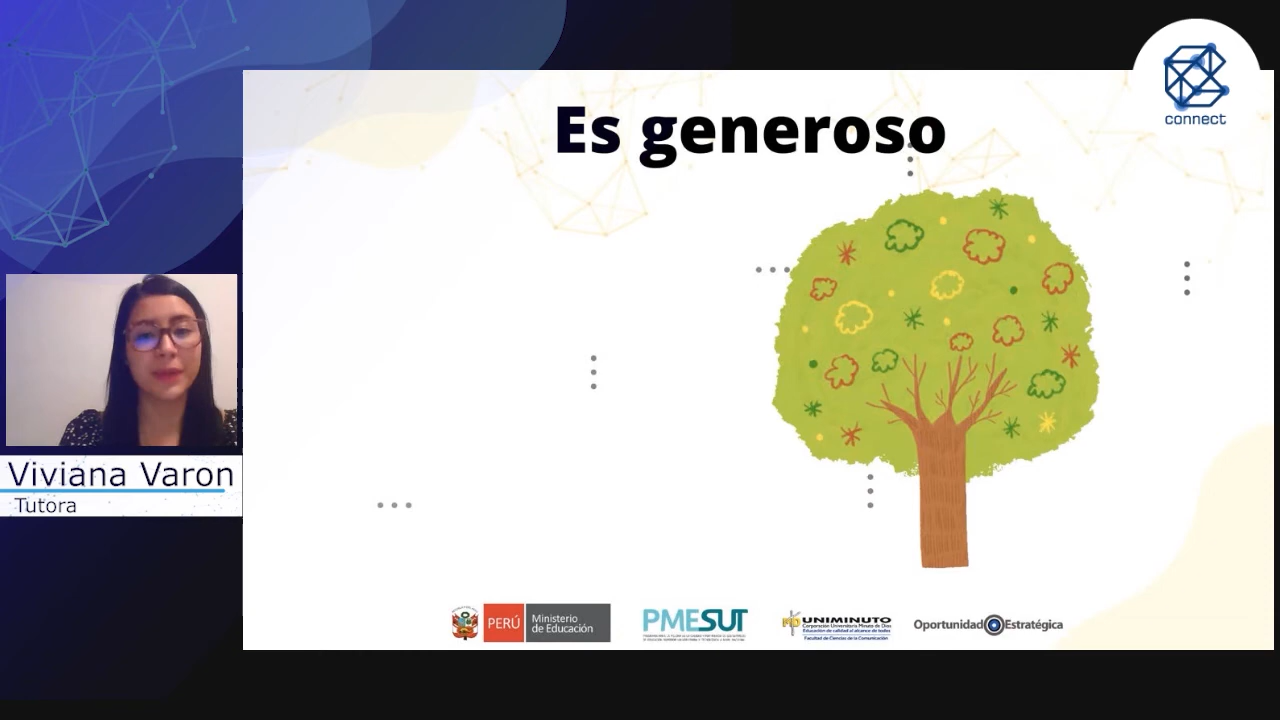 Es generoso
connect
Viviana Varon
Tutora
PERÚ
Ministerio
de Educación
PMESUT
UNIMINUTO
Corporación Universitaria Minuto de Dios
Educación de calidad al alcance de todos
Facultad de Ciencias de la Comunicación
Oportunidad Estratégica